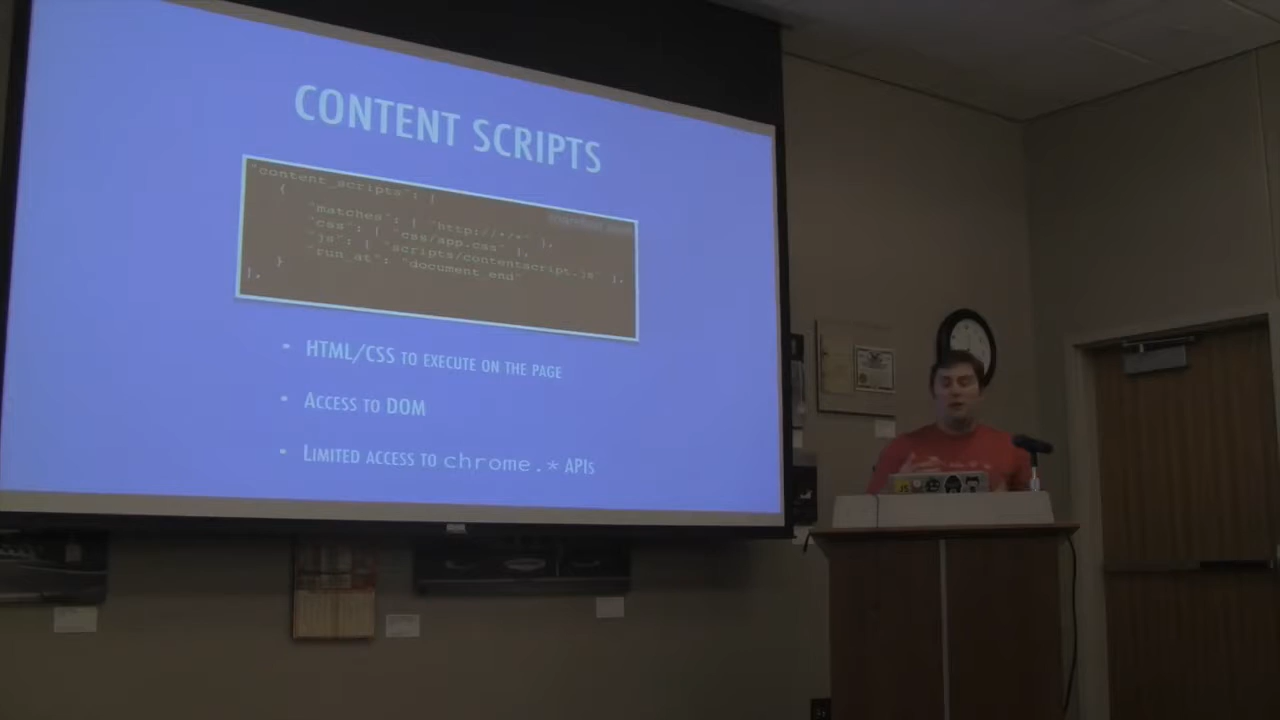 CONTENT SCRIPTS
"content_scripts": [
{
"matches": [ "http://*/*" ],
"css": [ "css/app.css" ],
"js": [ "scripts/contentscript.js" ],
"run_at": "document_end"
}
],
• HTML/CSS TO EXECUTE ON THE PAGE
• ACCESS TO DOM
• LIMITED ACCESS TO chrome.* APIS
JS